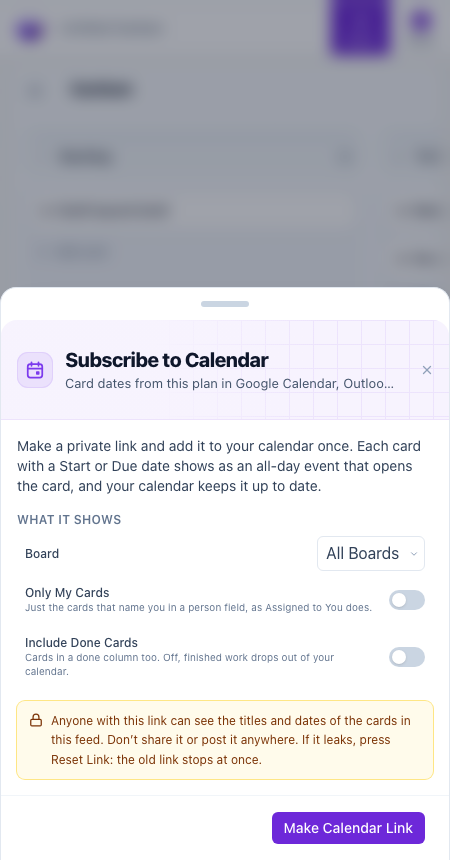 Subscribe to Calendar
Card dates from this plan in Google Calendar, Outloo...
Make a private link and add it to your calendar once. Each card
with a Start or Due date shows as an all-day event that opens
the card, and your calendar keeps it up to date.
WHAT IT SHOWS
Board
All Boards
Only My Cards
Just the cards that name you in a person field, as Assigned to You does.
Include Done Cards
Cards in a done column too. Off, finished work drops out of your
calendar.
Anyone with this link can see the titles and dates of the cards in
this feed. Don’t share it or post it anywhere. If it leaks, press
Reset Link: the old link stops at once.
Make Calendar Link